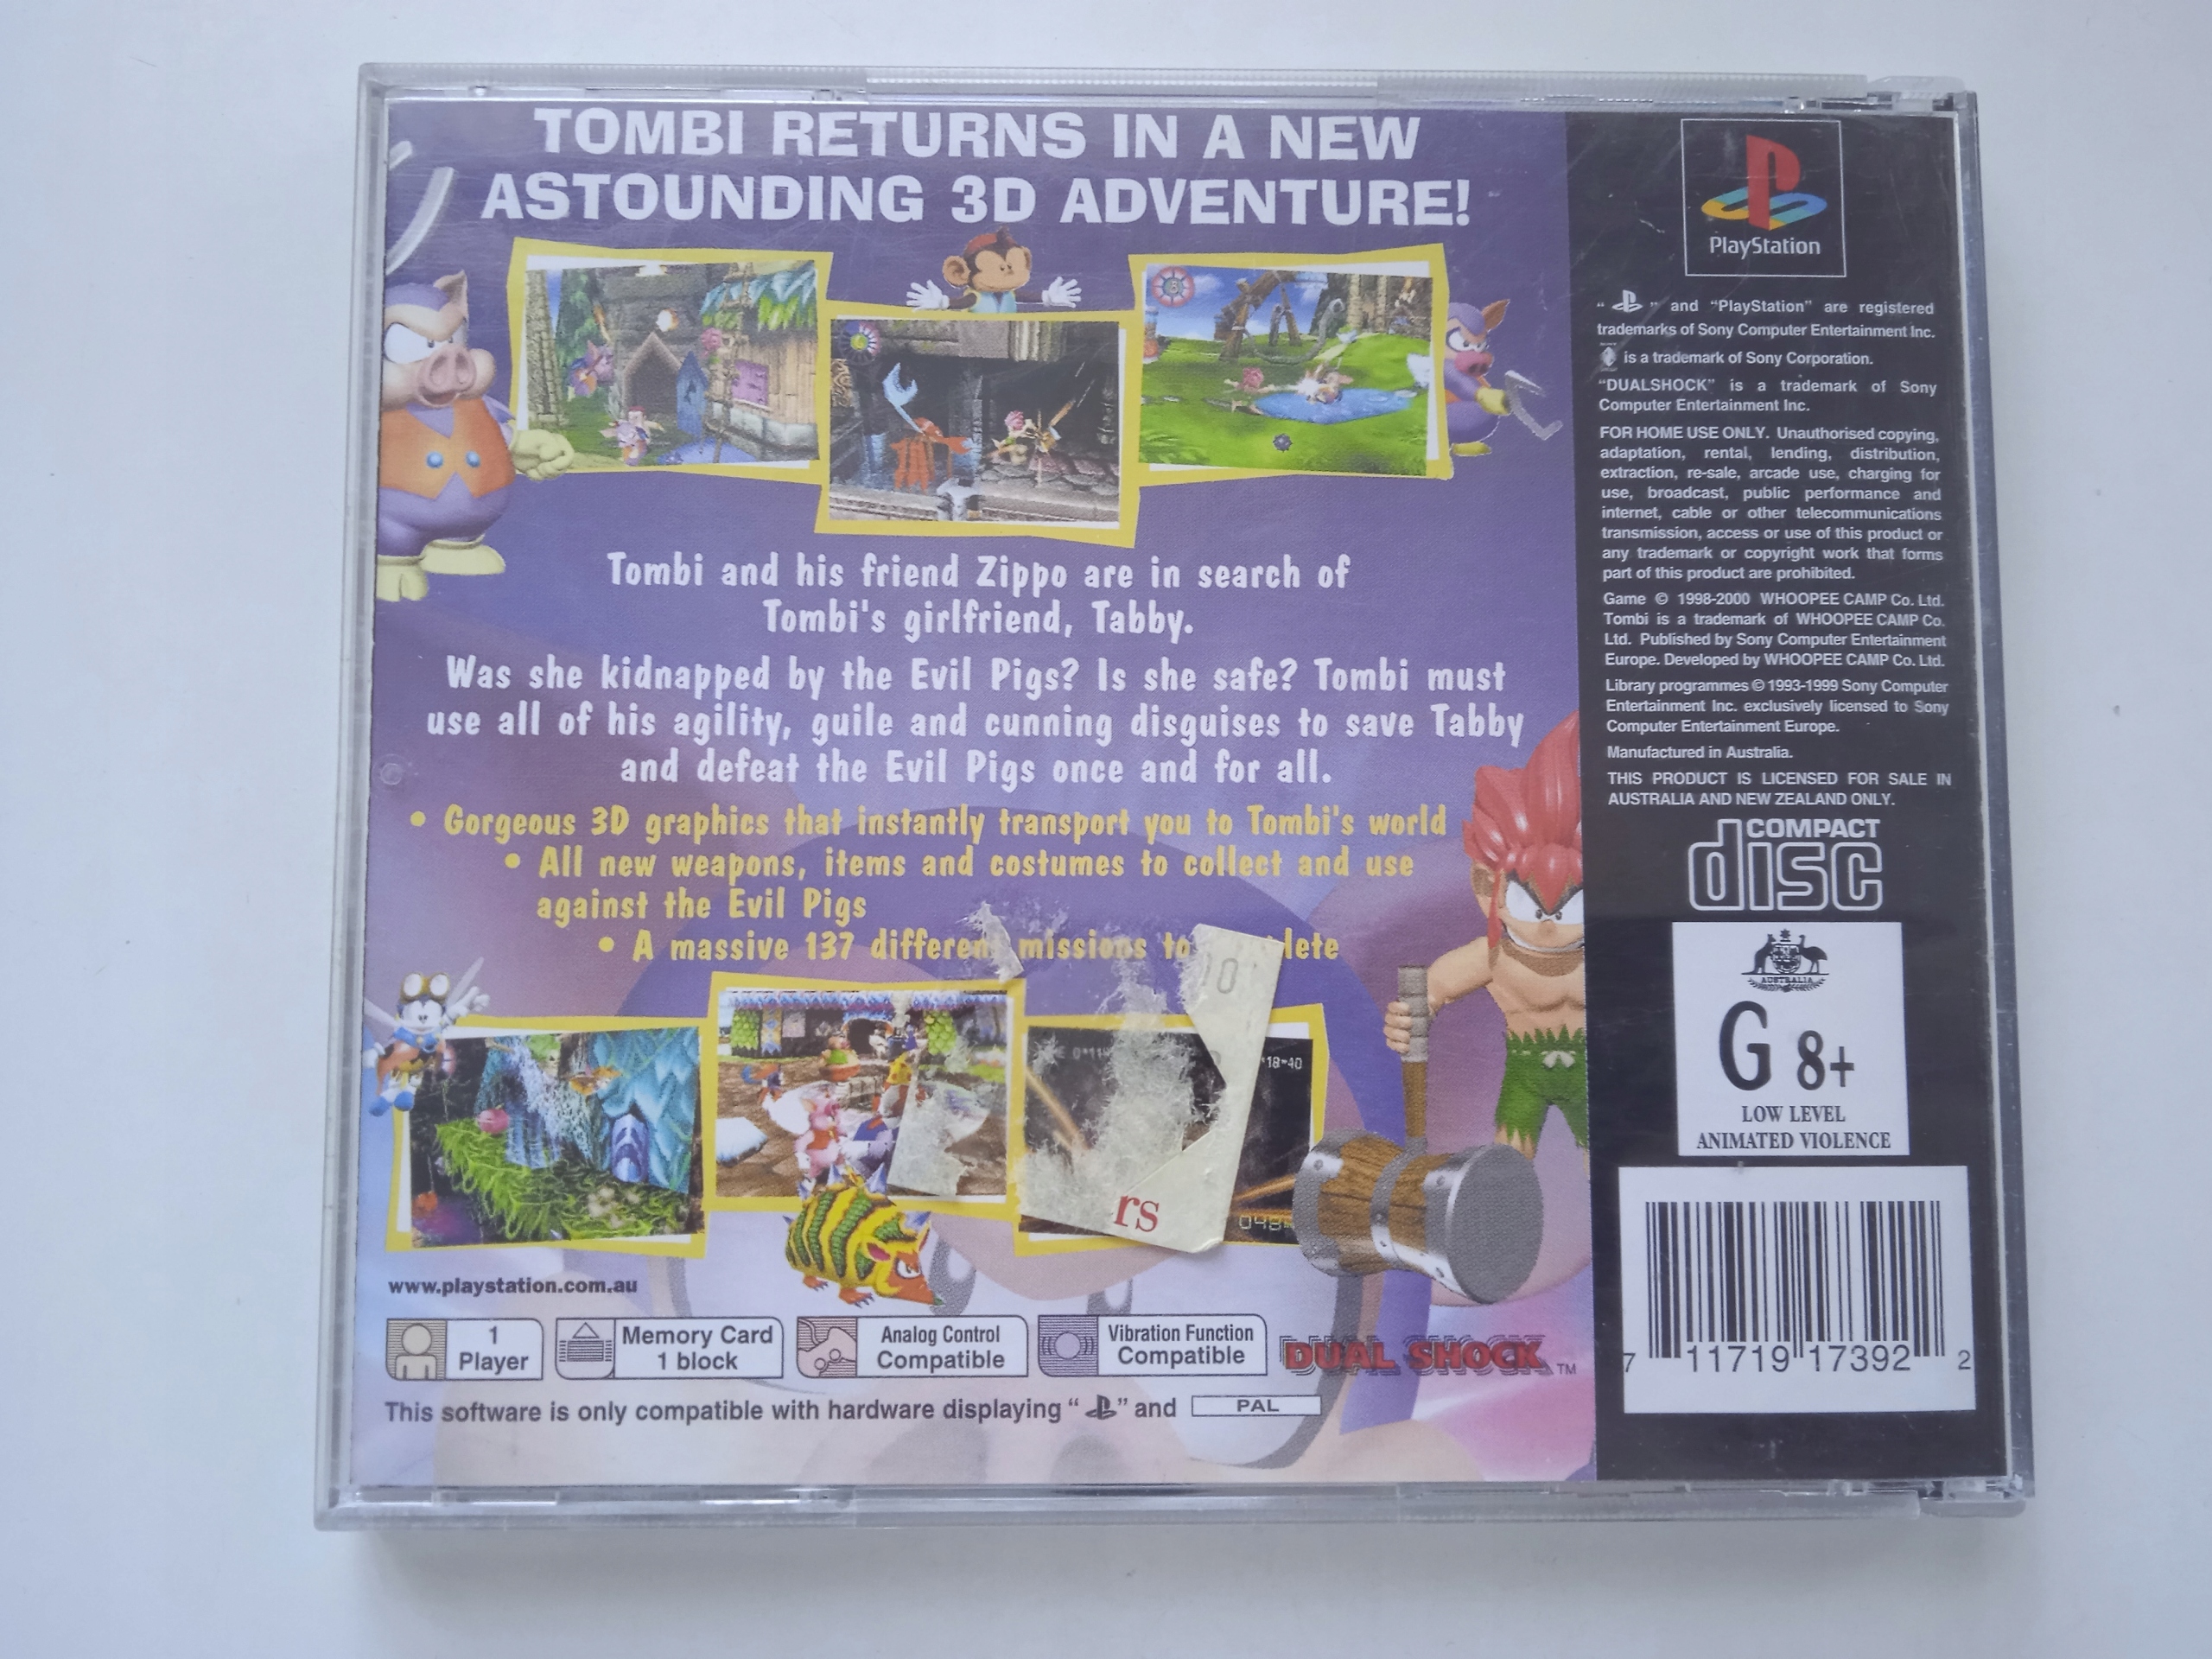 TOMBI RETURNS IN A NEW
ASTOUNDING 3D ADVENTURE!
Tombi and his friend Zippo are in search of
Tombi's girlfriend, Tabby.
Was she kidnapped by the Evil Pigs? Is she safe? Tombi must
use all of his agility, guile and cunning disguises to save Tabby
and defeat the Evil Pigs once and for all.
• Gorgeous 3D graphics that instantly transport you to Tombi's world
• All new weapons, items and costumes to collect and use
against the Evil Pigs
• A massive 137 differen missions to lete
rs
www.playstation.com.au
1
Player
Memory Card
1 block
Analog Control
Compatible
Vibration Function
Compatible
DUAL SHOCK™
This software is only compatible with hardware displaying " " and PAL
PlayStation
" " and "PlayStation" are registered
trademarks of Sony Computer Entertainment Inc.
is a trademark of Sony Corporation.
"DUALSHOCK" is a trademark of Sony
Computer Entertainment Inc.
FOR HOME USE ONLY. Unauthorised copying,
adaptation, rental, lending, distribution,
extraction, re-sale, arcade use, charging for
use, broadcast, public performance and
internet, cable or other telecommunications
transmission, access or use of this product or
any trademark or copyright work that forms
part of this product are prohibited.
Game © 1998-2000 WHOOPEE CAMP Co. Ltd.
Tombi is a trademark of WHOOPEE CAMP Co.
Ltd. Published by Sony Computer Entertainment
Europe. Developed by WHOOPEE CAMP Co. Ltd.
Library programmes © 1993-1999 Sony Computer
Entertainment Inc. exclusively licensed to Sony
Computer Entertainment Europe.
Manufactured in Australia.
THIS PRODUCT IS LICENSED FOR SALE IN
AUSTRALIA AND NEW ZEALAND ONLY.
COMPACT
disc
AUSTRALIA
G 8+
LOW LEVEL
ANIMATED VIOLENCE
7 11719 17392 2